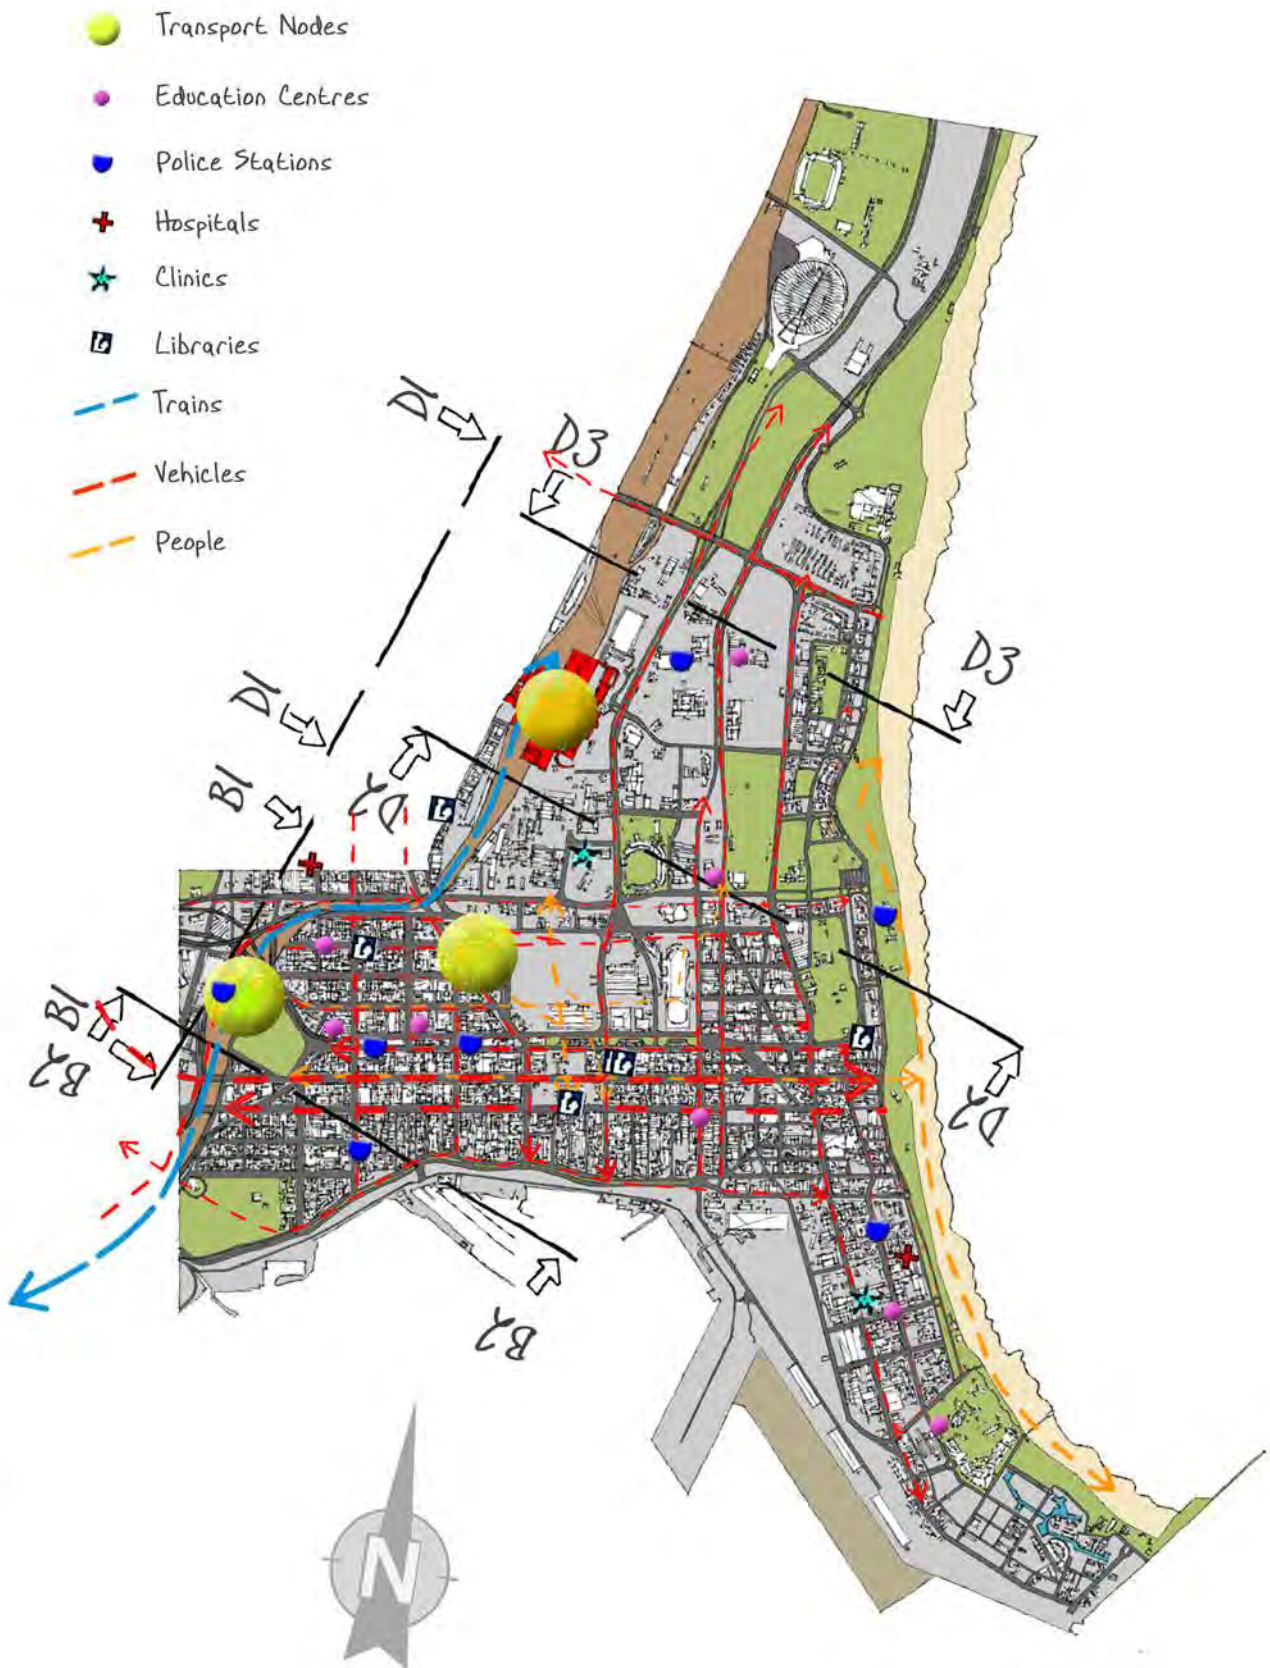 Transport Nodes
Education Centres
Police Stations
Hospitals
Clinics
Libraries
Trains
Vehicles
People
D1
D3
D1
D3
B1
D2
B1
B2
D2
B2
N